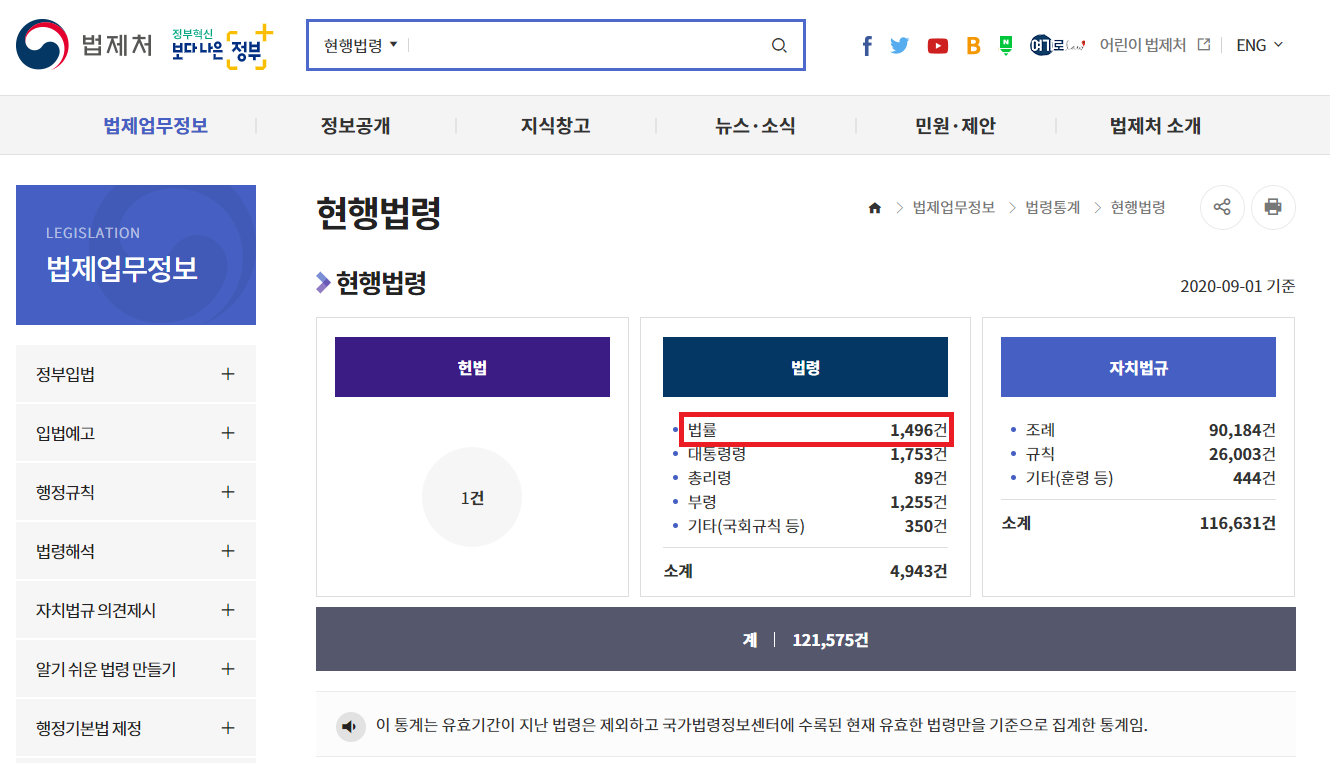 법제처
정부혁신
보다나은 정부
현행법령
어린이 법제처
ENG
법제업무정보
정보공개
지식창고
뉴스·소식
민원·제안
법제처 소개
LEGISLATION
법제업무정보
정부입법
입법예고
행정규칙
법령해석
자치법규 의견제시
알기 쉬운 법령 만들기
행정기본법 제정
현행법령
법제업무정보 > 법령통계 > 현행법령
현행법령
2020-09-01 기준
헌법
1건
법령
법률 1,496건
대통령령 1,753건
총리령 89건
부령 1,255건
기타(국회규칙 등) 350건
소계 4,943건
자치법규
조례 90,184건
규칙 26,003건
기타(훈령 등) 444건
소계 116,631건
계 | 121,575건
이 통계는 유효기간이 지난 법령은 제외하고 국가법령정보센터에 수록된 현재 유효한 법령만을 기준으로 집계한 통계임.